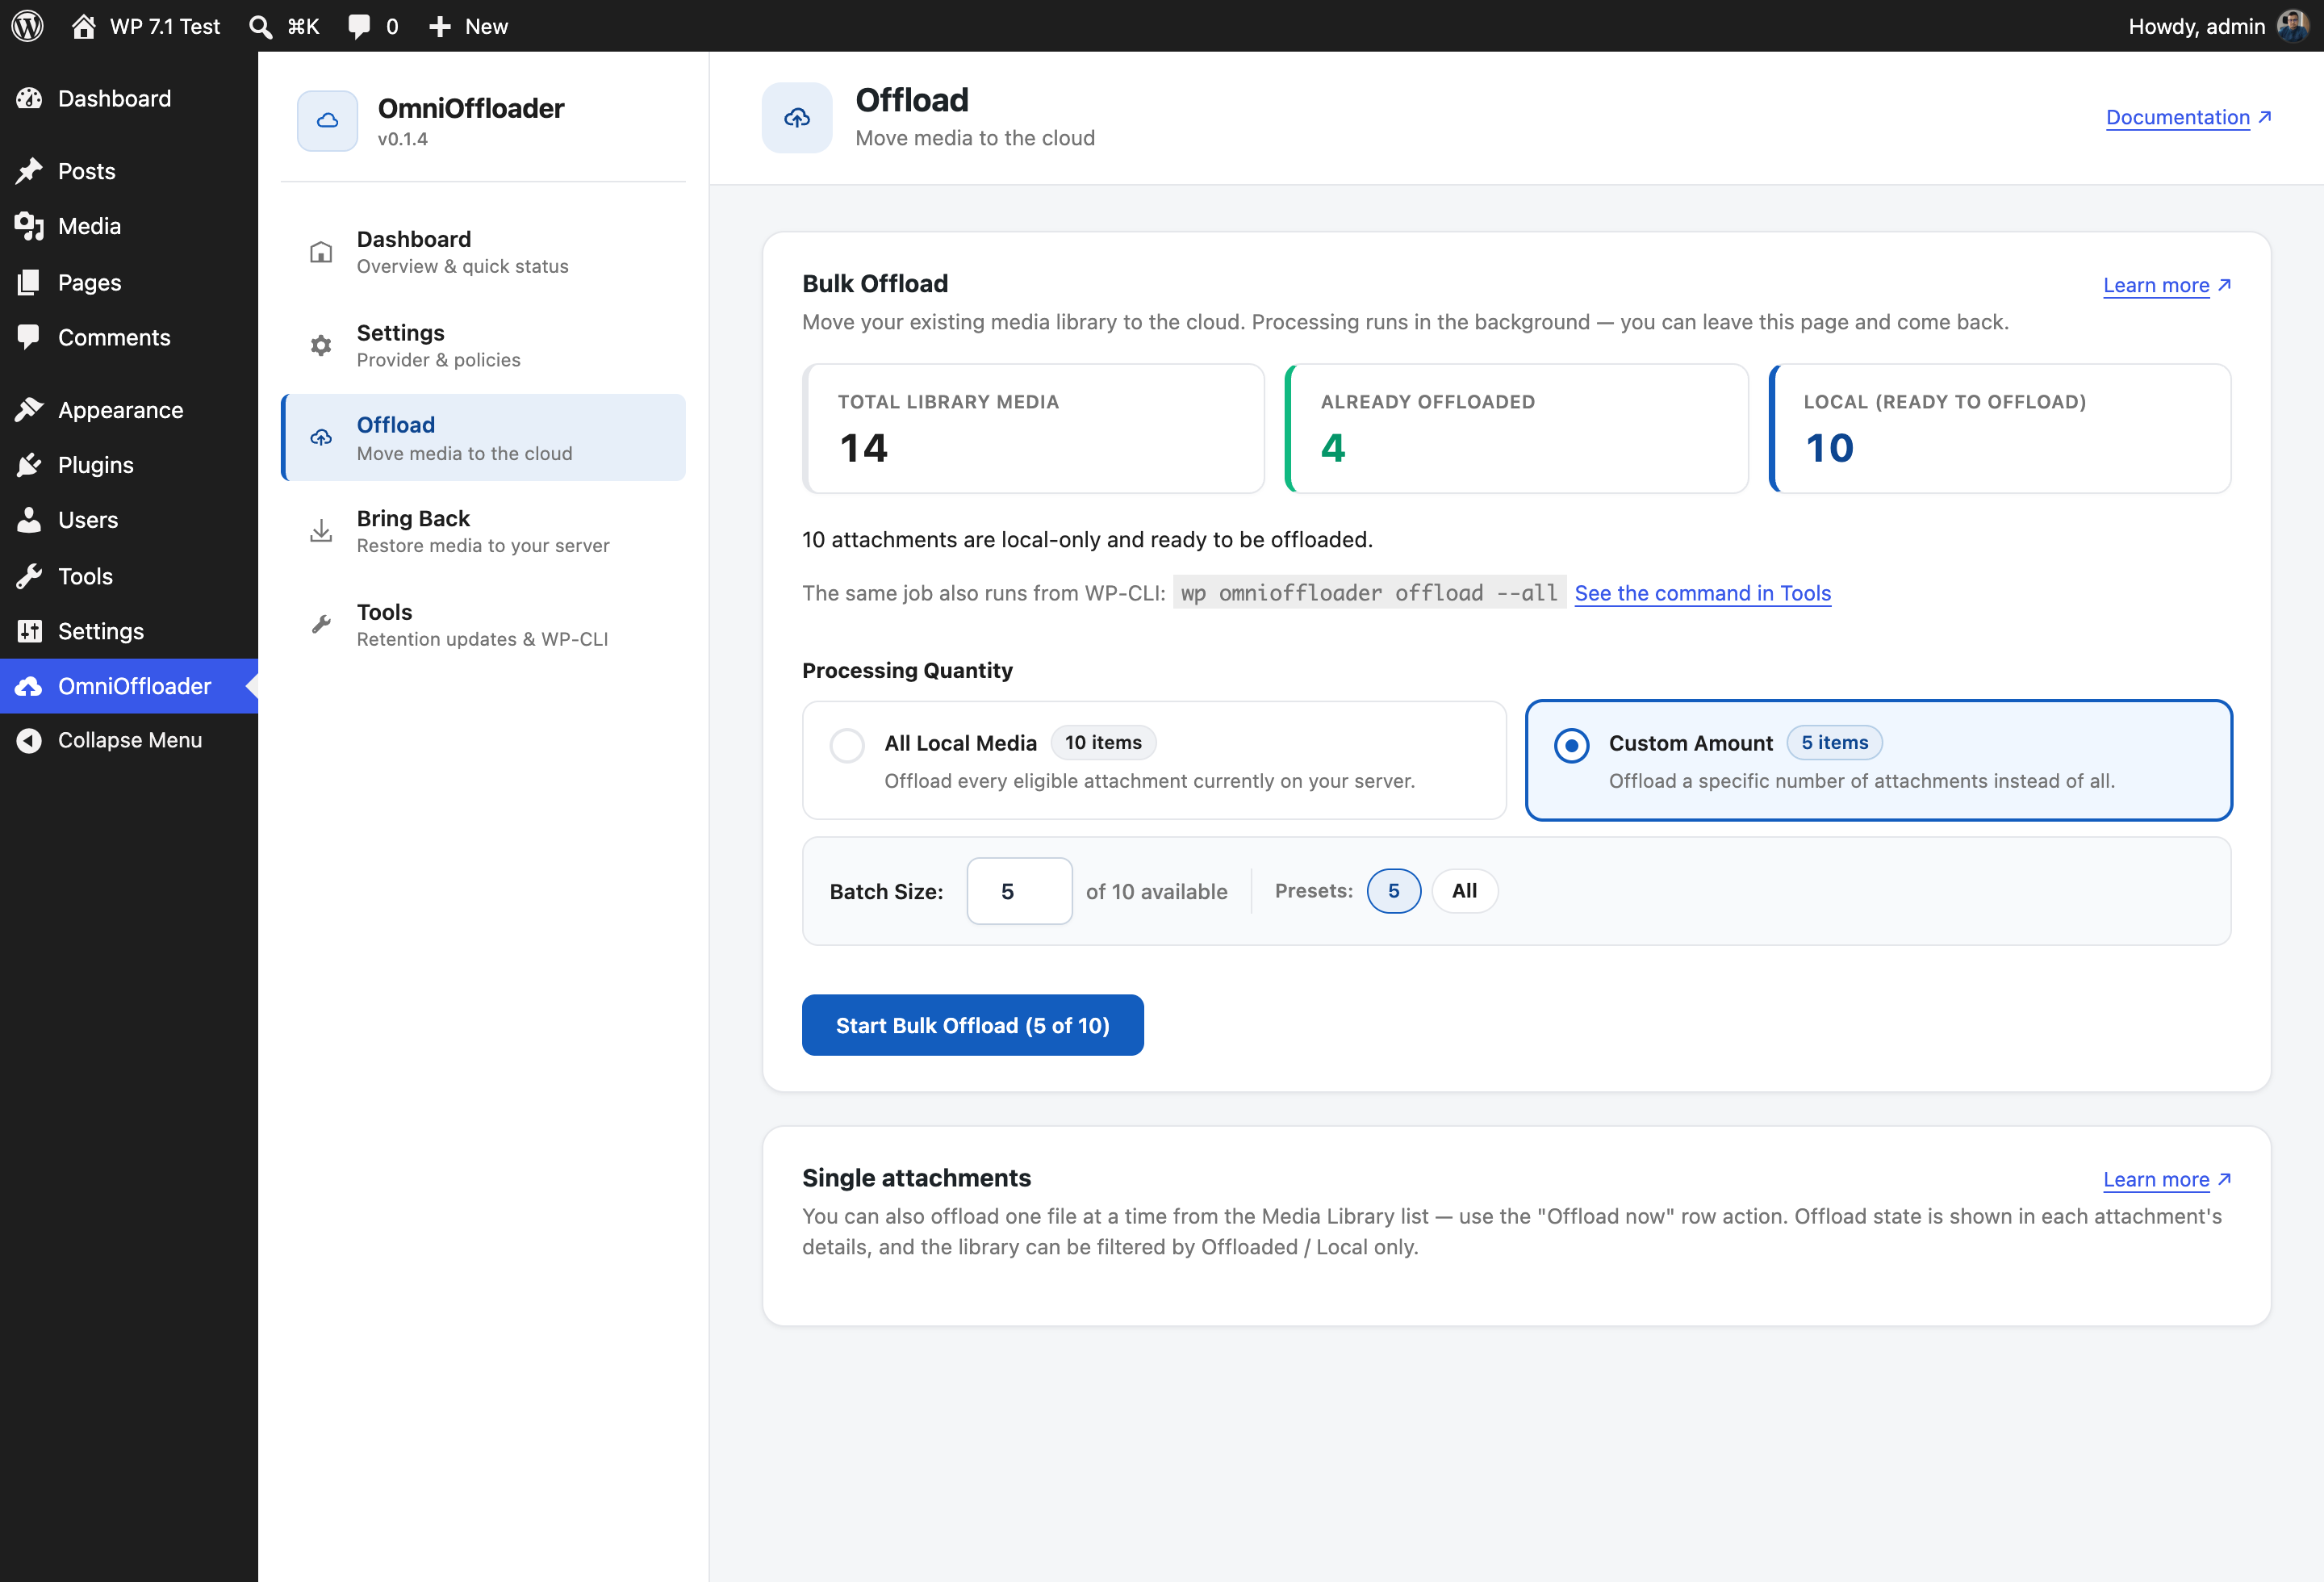 WP 7.1 Test
⌘K
0
New
Howdy, admin
Dashboard
Posts
Media
Pages
Comments
Appearance
Plugins
Users
Tools
Settings
OmniOffloader
Collapse Menu
OmniOffloader
v0.1.4
Dashboard
Overview & quick status
Settings
Provider & policies
Offload
Move media to the cloud
Bring Back
Restore media to your server
Tools
Retention updates & WP-CLI
Offload
Move media to the cloud
Documentation ↗
Bulk Offload
Learn more ↗
Move your existing media library to the cloud. Processing runs in the background — you can leave this page and come back.
TOTAL LIBRARY MEDIA
14
ALREADY OFFLOADED
4
LOCAL (READY TO OFFLOAD)
10
10 attachments are local-only and ready to be offloaded.
The same job also runs from WP-CLI: wp omnioffloader offload --all See the command in Tools
Processing Quantity
All Local Media 10 items
Offload every eligible attachment currently on your server.
Custom Amount 5 items
Offload a specific number of attachments instead of all.
Batch Size: 5 of 10 available Presets: 5 All
Start Bulk Offload (5 of 10)
Single attachments
Learn more ↗
You can also offload one file at a time from the Media Library list — use the "Offload now" row action. Offload state is shown in each attachment's
details, and the library can be filtered by Offloaded / Local only.